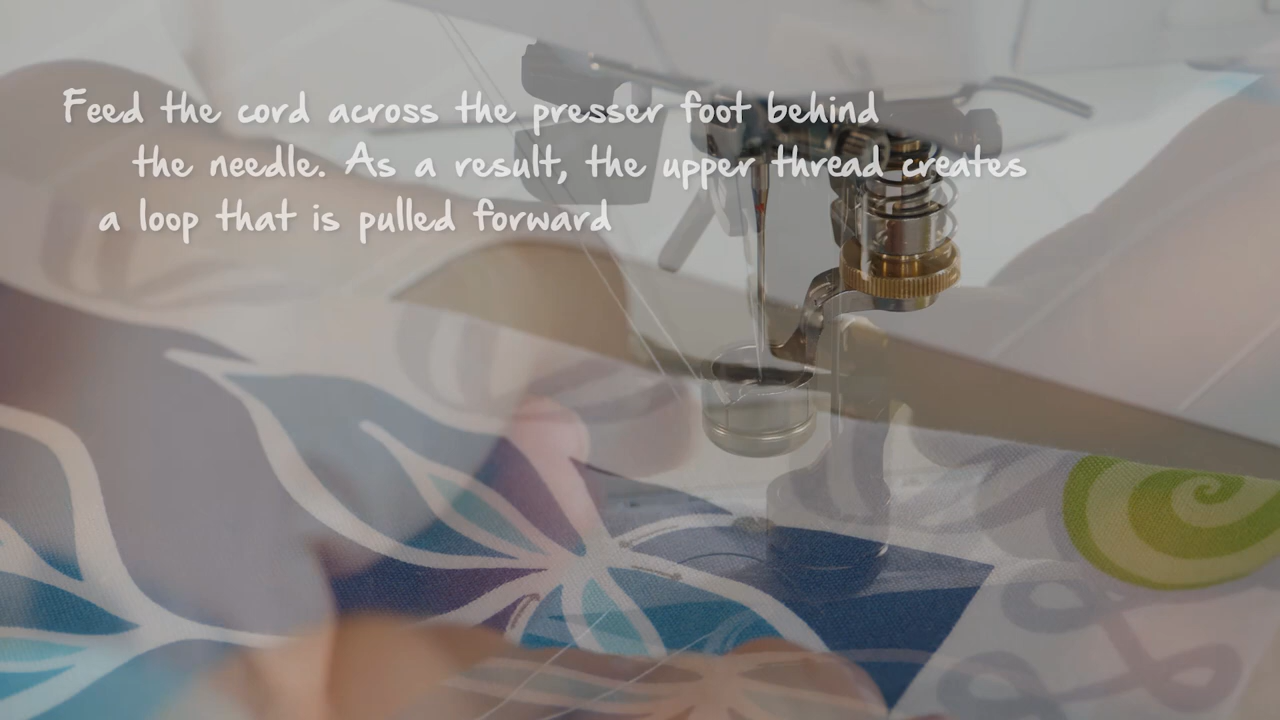 Feed the cord across the presser foot behind
the needle. As a result, the upper thread creates
a loop that is pulled forward